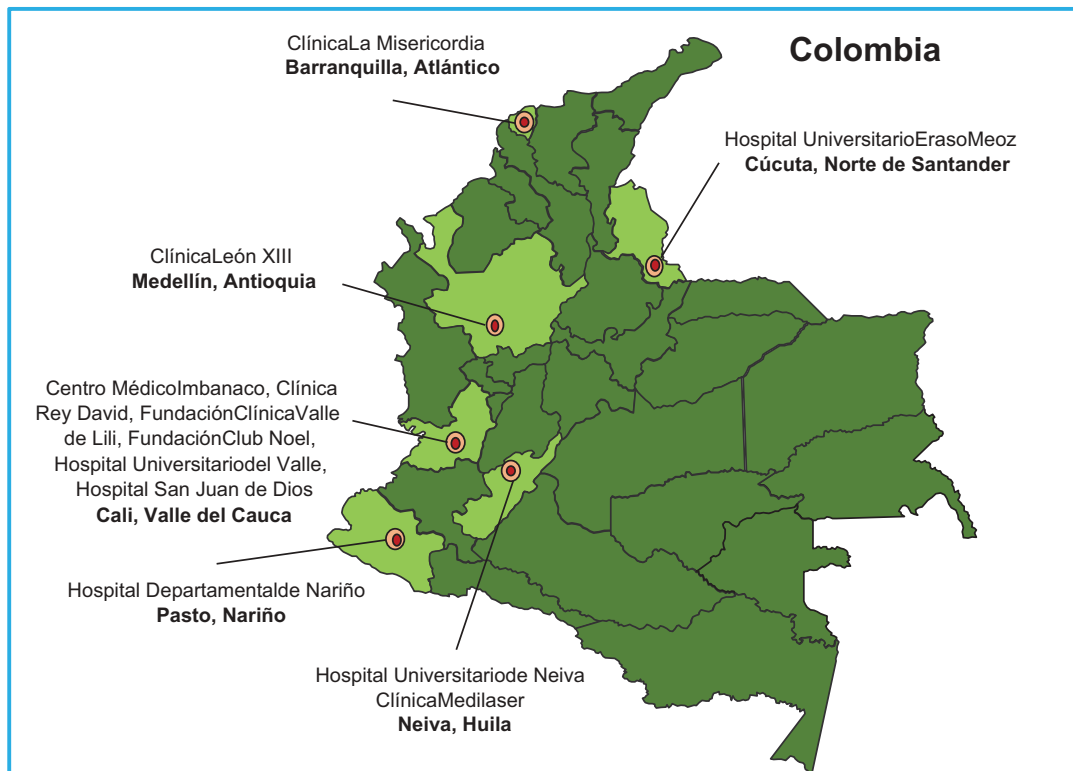 Colombia
ClínicaLa Misericordia
Barranquilla, Atlántico
Hospital UniversitarioErasoMeoz
Cúcuta, Norte de Santander
ClínicaLeón XIII
Medellín, Antioquia
Centro MédicoImbanaco, Clínica
Rey David, FundaciónClínicaValle
de Lili, FundaciónClub Noel,
Hospital Universitariodel Valle,
Hospital San Juan de Dios
Cali, Valle del Cauca
Hospital Departamentalde Nariño
Pasto, Nariño
Hospital Universitariode Neiva
ClínicaMedilaser
Neiva, Huila